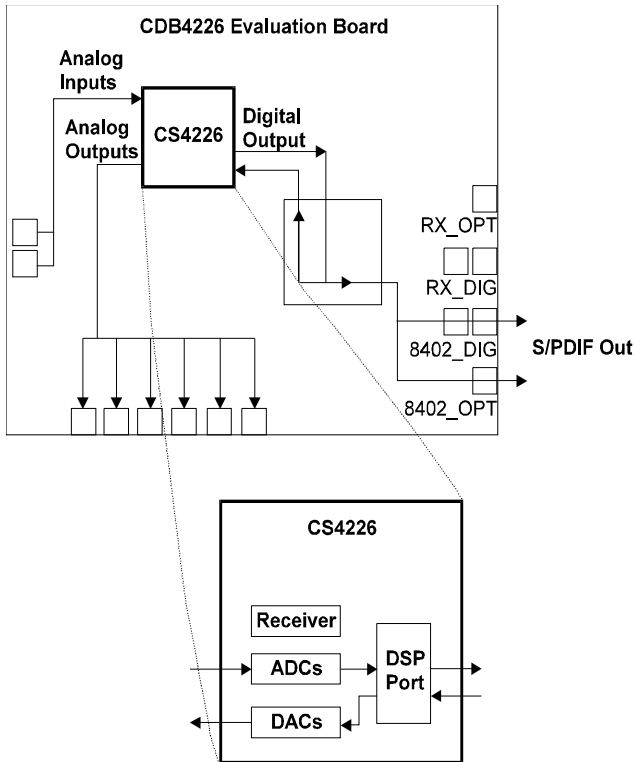 CDB4226 Evaluation Board
Analog
Inputs
Analog
Outputs
CS4226
Digital
Output
RX_OPT
RX_DIG
8402_DIG
S/PDIF Out
8402_OPT
CS4226
Receiver
ADCs
DACs
DSP
Port